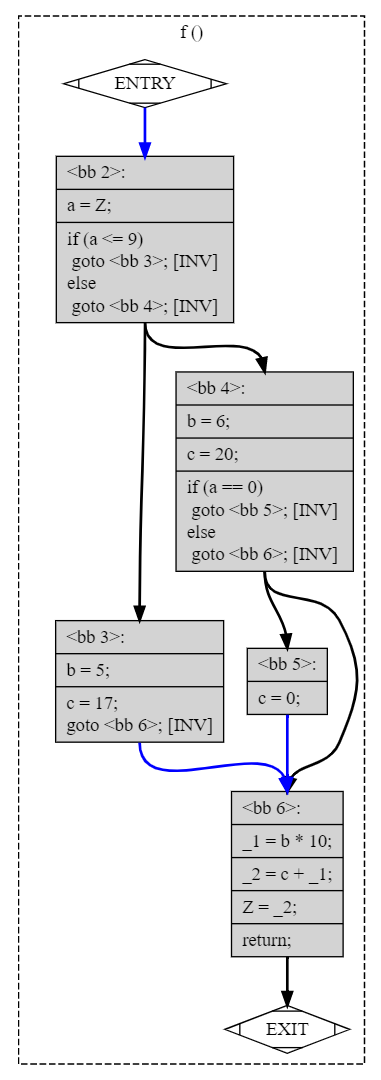 f ()
ENTRY
<bb 2>:
a = Z;
if (a <= 9)
goto <bb 3>; [INV]
else
goto <bb 4>; [INV]
<bb 4>:
b = 6;
c = 20;
if (a == 0)
goto <bb 5>; [INV]
else
goto <bb 6>; [INV]
<bb 3>:
b = 5;
c = 17;
goto <bb 6>; [INV]
<bb 5>:
c = 0;
<bb 6>:
_1 = b * 10;
_2 = c + _1;
Z = _2;
return;
EXIT